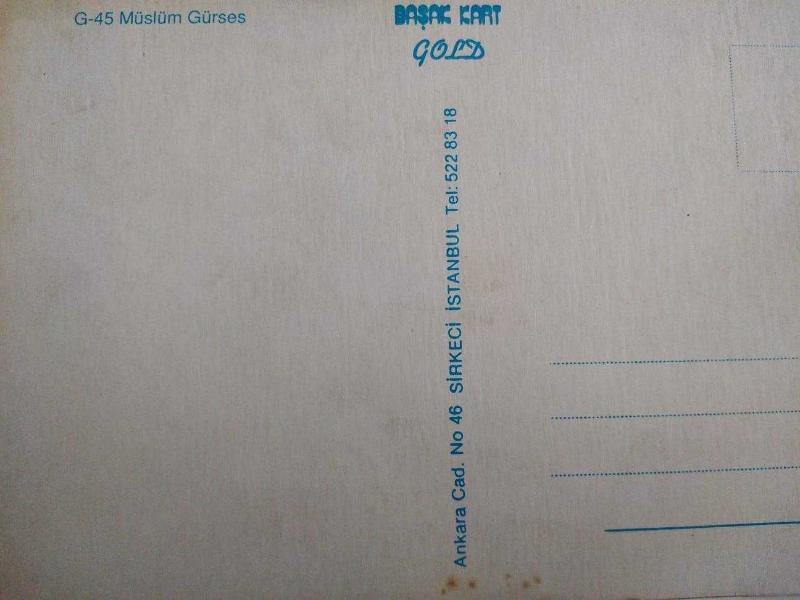 G-45 Müslüm Gürses
BAŞAK KART
GOLD
Ankara Cad. No 46 SİRKECİ İSTANBUL Tel: 522 83 18